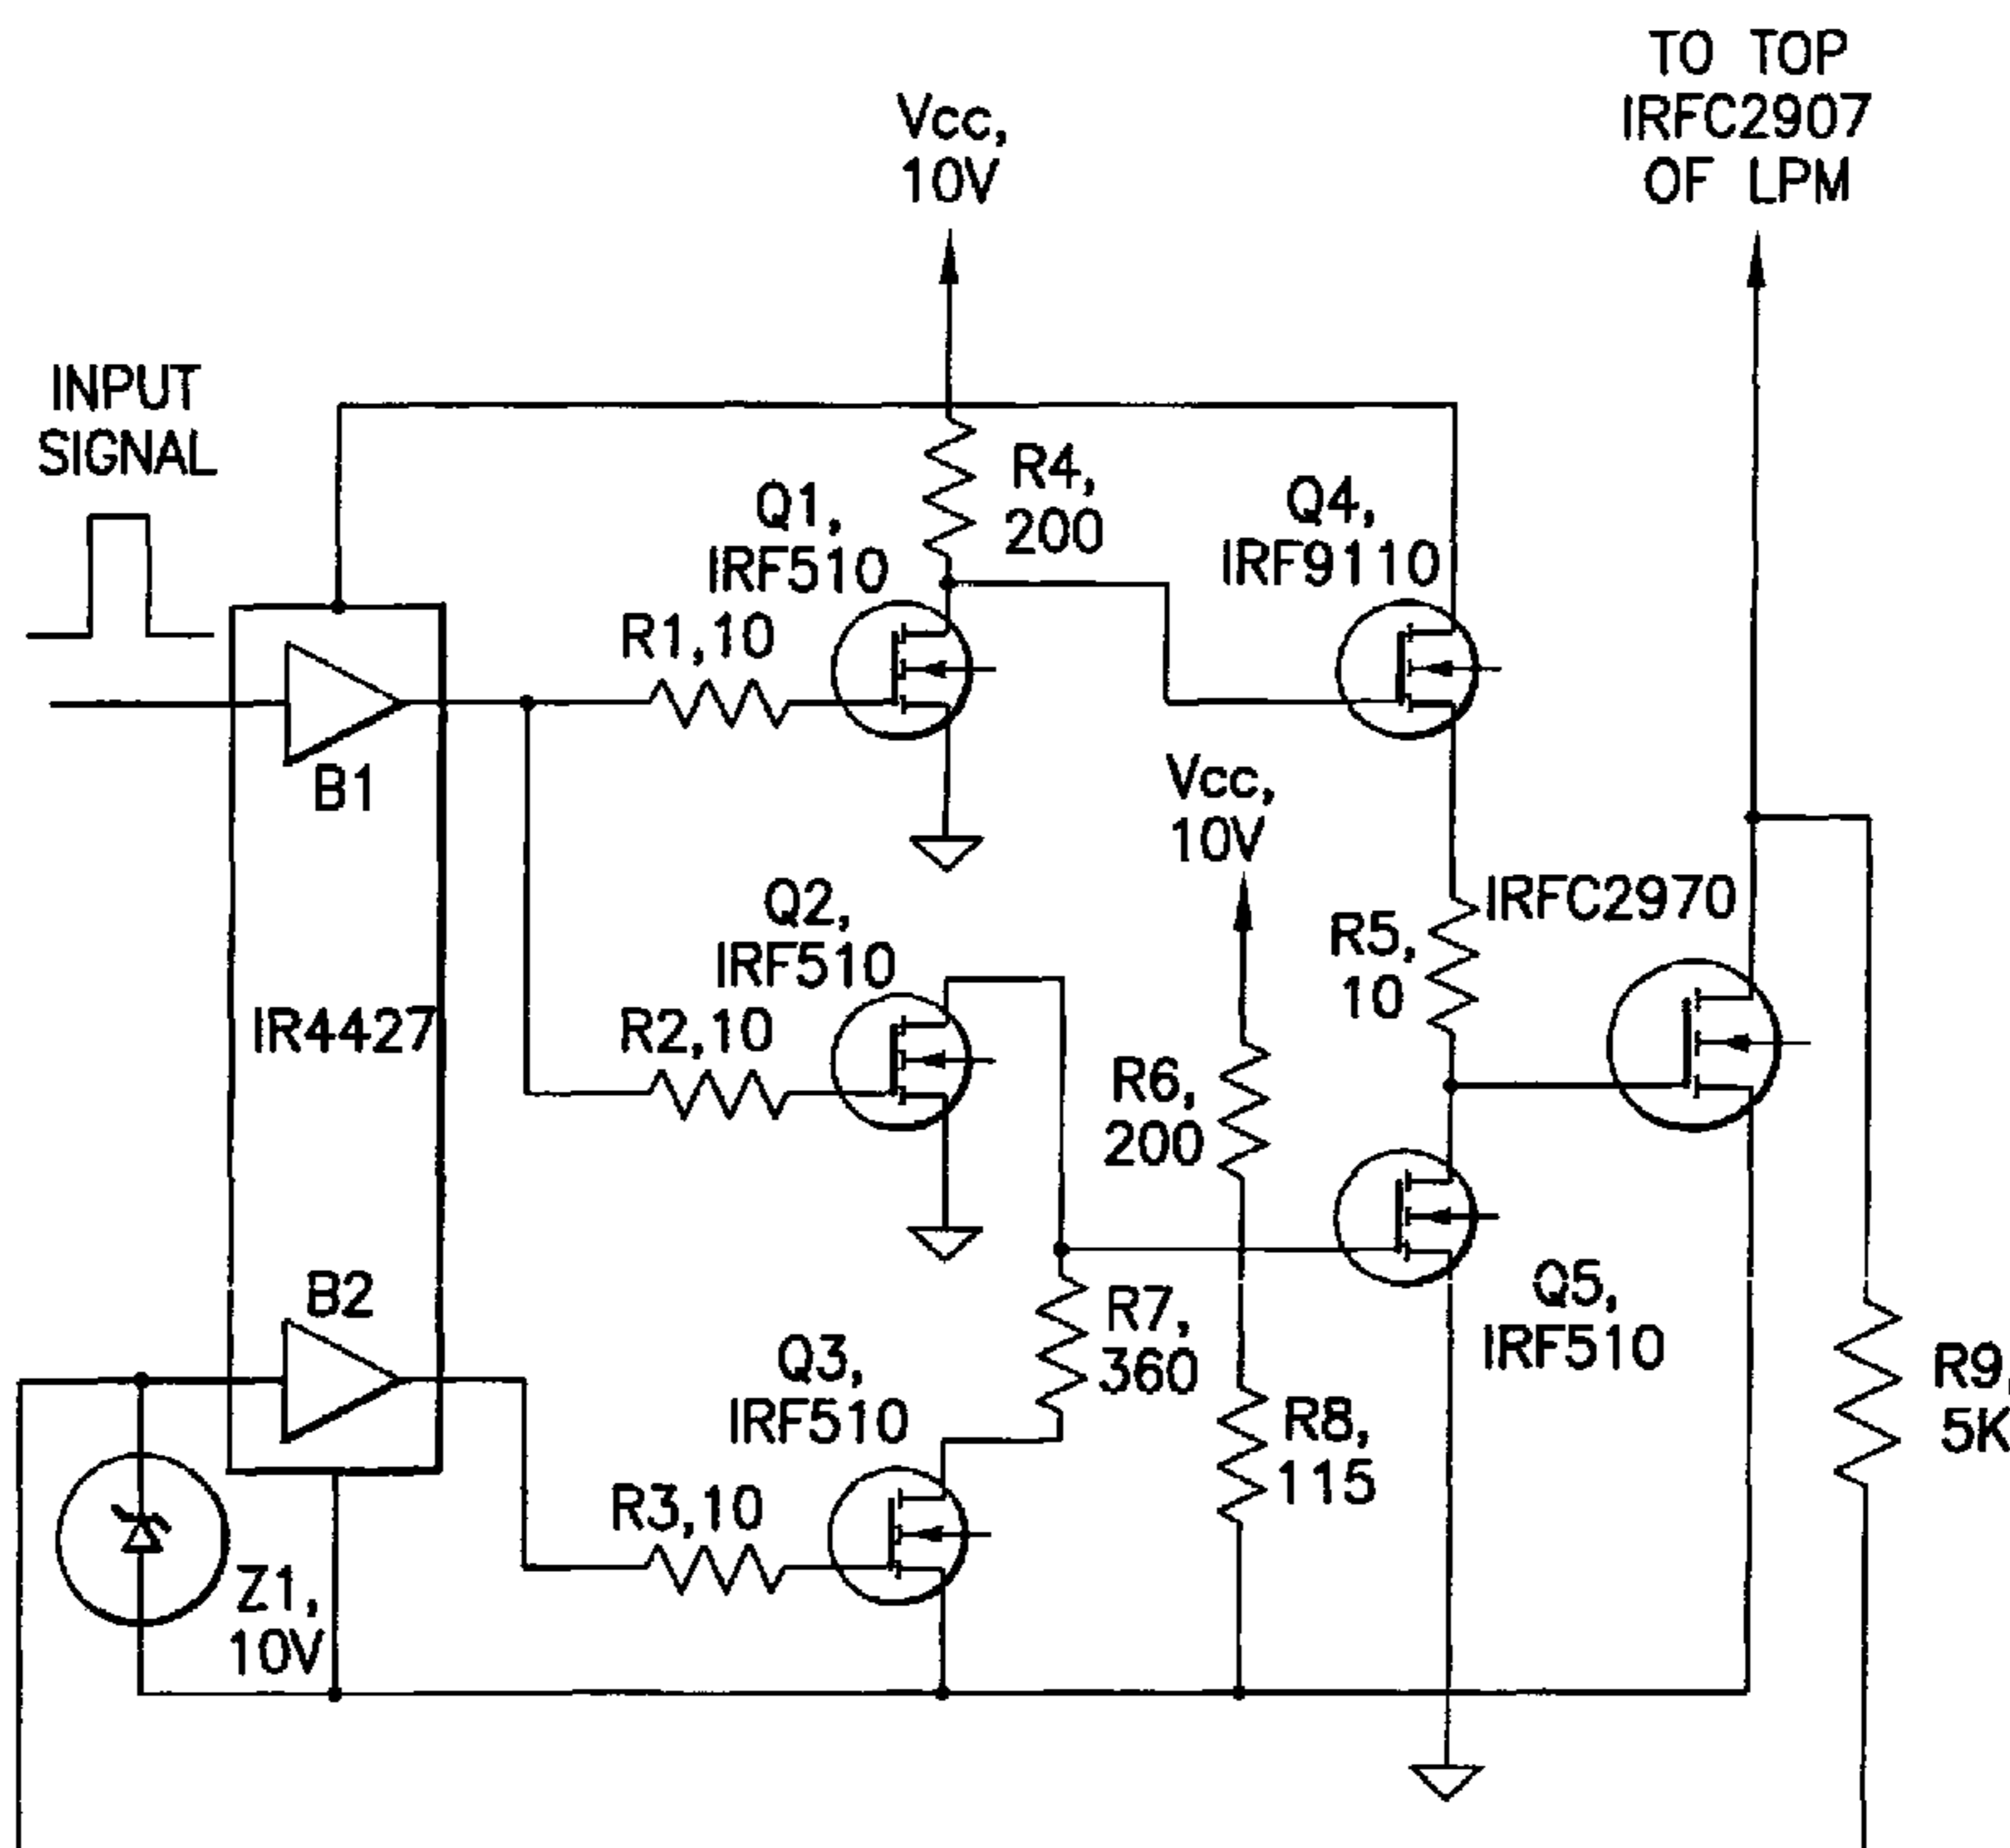 TO TOP
IRFC2907
OF LPM
Vcc,
10V
INPUT
SIGNAL
R4,
200
Q1,
IRF510
Q4,
IRF9110
R1,10
B1
Vcc,
10V
Q2,
IRF510
IRFC2970
R5,
10
R2,10
IR4427
R6,
200
B2
Q3,
IRF510
R7,
360
Q5,
IRF510
R9,
5K
R8,
115
R3,10
Z1,
10V